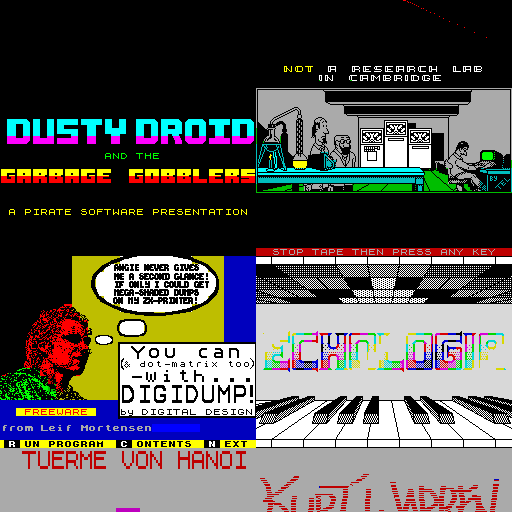 NOT A RESEARCH LAB
IN CAMBRIDGE
DUSTY DROID
AND THE
GARBAGE GOBBLERS
A PIRATE SOFTWARE PRESENTATION
BY TEL
STOP TAPE THEN PRESS ANY KEY
ANGIE NEVER GIVES
ME A SECOND GLANCE!
IF ONLY I COULD GET
MEGA-SHADED DUMPS
ON MY ZX-PRINTER!
You can
(& dot-matrix too)
-with...
DIGIDUMP!
by DIGITAL DESIGN
FREEWARE
from Leif Mortensen
R UN PROGRAM C ONTENTS N EXT
TUERME VON HANOI